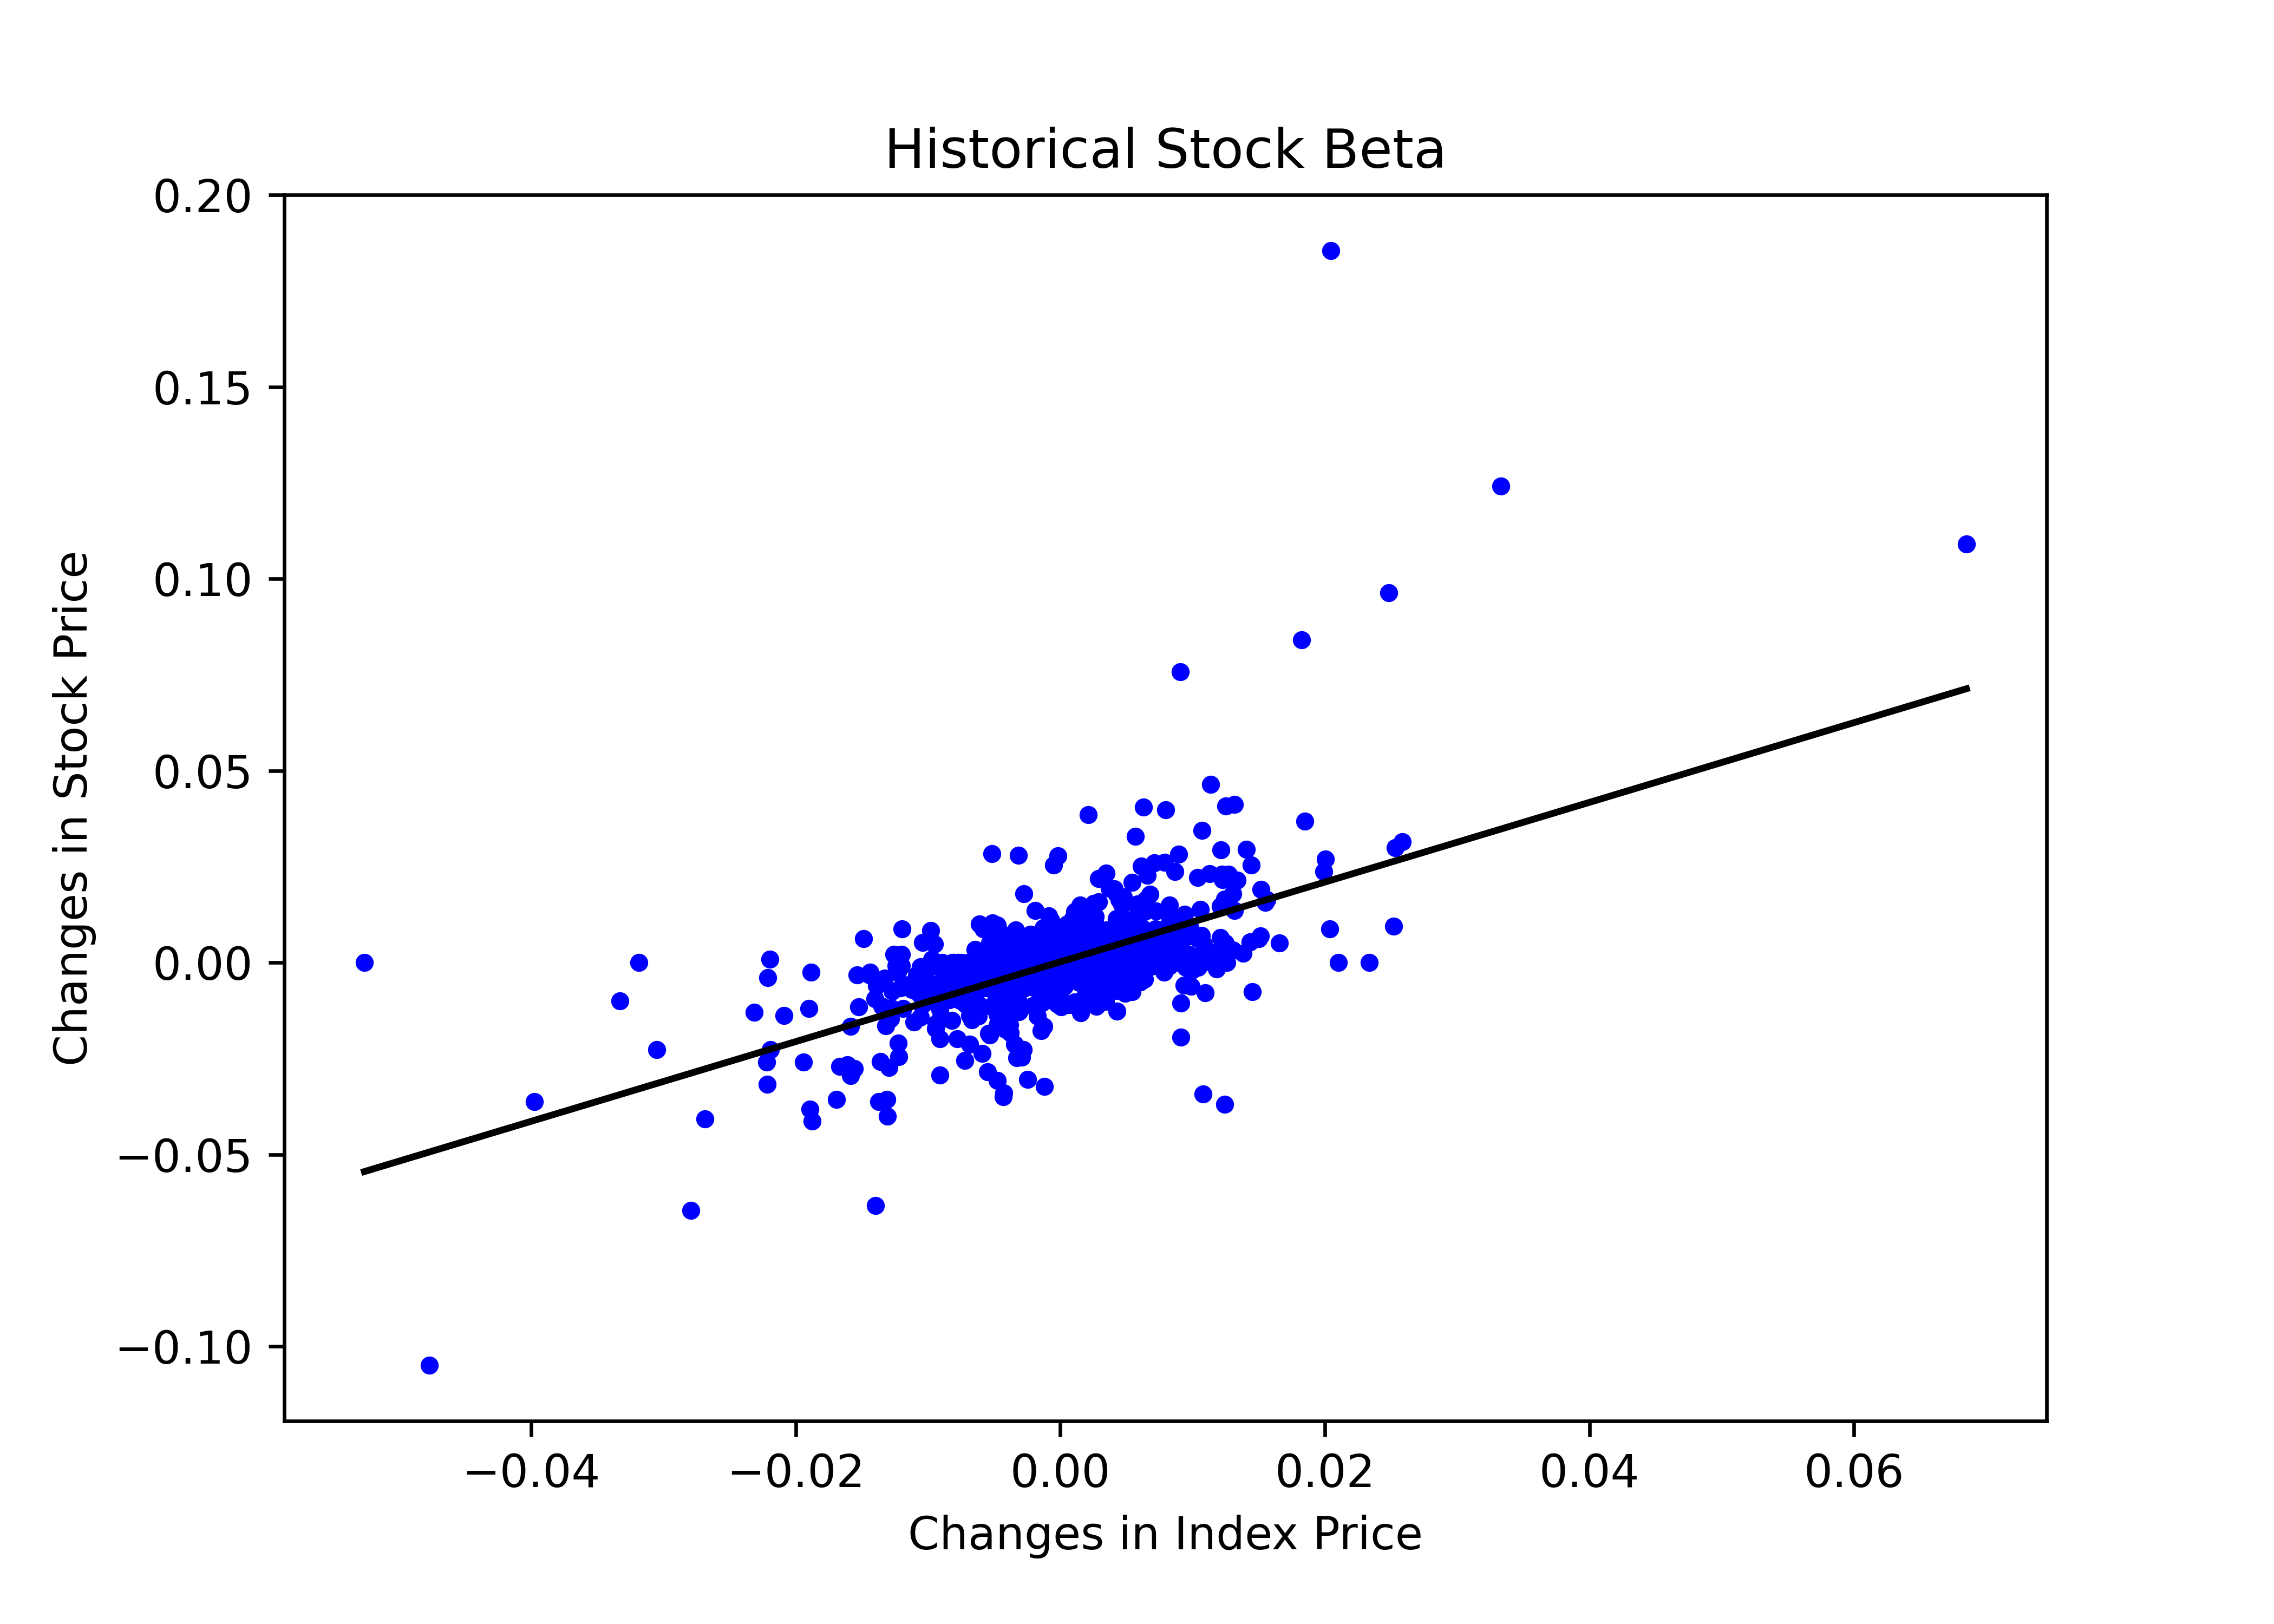 Historical Stock Beta
0.20
0.15
0.10
0.05
0.00
−0.05
−0.10
Changes in Stock Price
−0.04 −0.02 0.00 0.02 0.04 0.06
Changes in Index Price